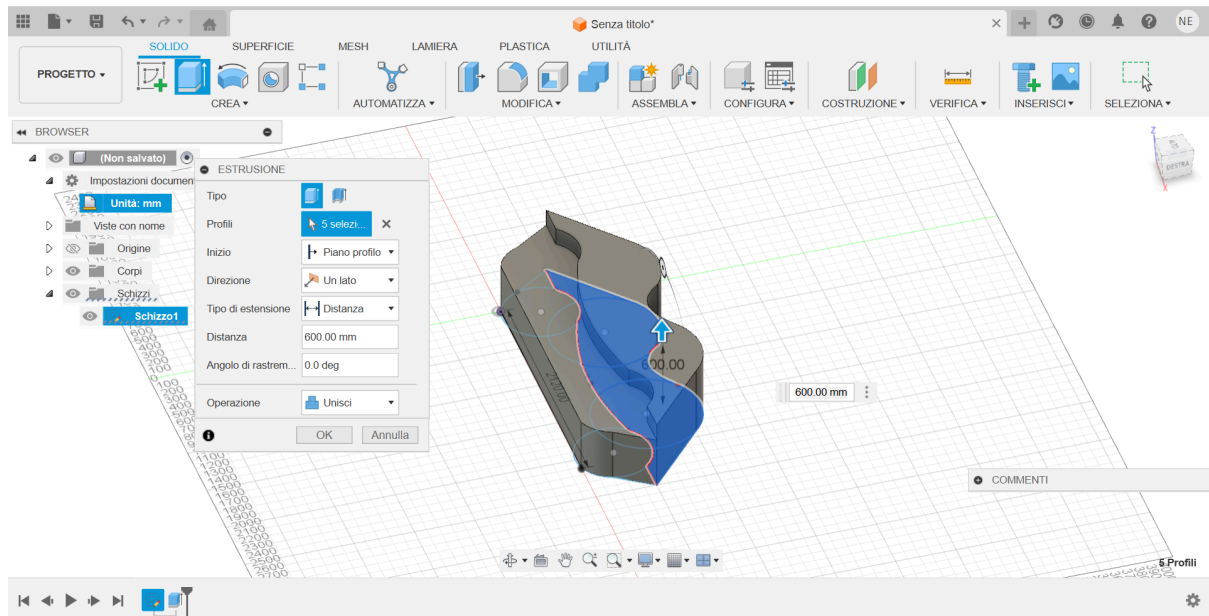 Senza titolo*
NE
PROGETTO
SOLIDO SUPERFICIE MESH LAMIERA PLASTICA UTILITÀ
CREA AUTOMATIZZA MODIFICA ASSEMBLA CONFIGURA COSTRUZIONE VERIFICA INSERISCI SELEZIONA
BROWSER
(Non salvato)
Impostazioni documen
Unità: mm
Viste con nome
Origine
Corpi
Schizzi
Schizzo1
ESTRUSIONE
Tipo
Profili 5 selezi...
Inizio Piano profilo
Direzione Un lato
Tipo di estensione Distanza
Distanza 600.00 mm
Angolo di rastrem... 0.0 deg
Operazione Unisci
OK Annulla
Z
DESTRA
X
600.00
2120.00
600.00 mm
COMMENTI
5 Profili